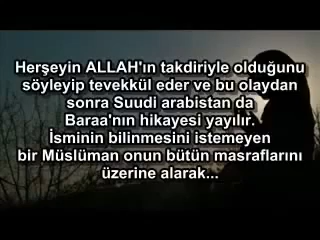 Herşeyin ALLAH'ın takdiriyle olduğunu
söyleyip tevekkül eder ve bu olaydan
sonra Suudi arabistan da
Baraa'nın hikayesi yayılır.
İsminin bilinmesini istemeyen
bir Müslüman onun bütün masraflarını
üzerine alarak...